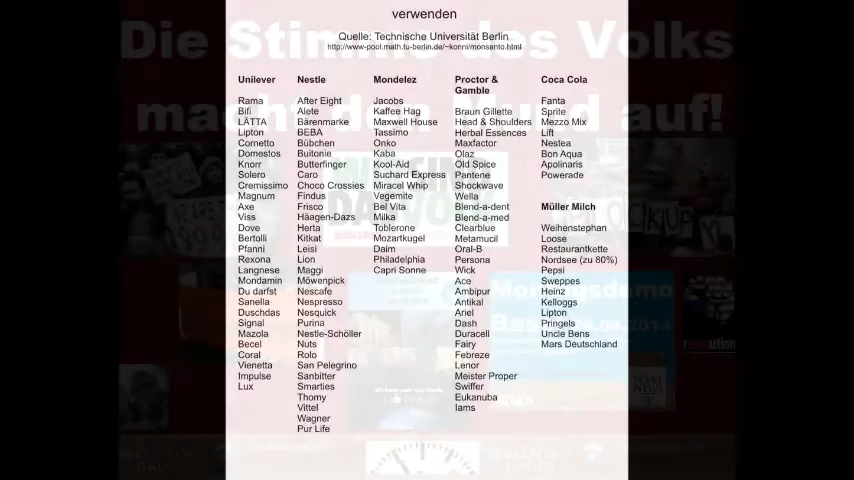 verwenden
Quelle: Technische Universität Berlin
http://www-pool.math.tu-berlin.de/~konni/monsanto.html
Die Stimme des Volks
macht den Mund auf!
Unilever
Rama
Bifi
LÄTTA
Lipton
Cornetto
Domestos
Knorr
Solero
Cremissimo
Magnum
Axe
Viss
Dove
Bertolli
Pfanni
Rexona
Langnese
Mondamin
Du darfst
Sanella
Duschdas
Signal
Mazola
Becel
Coral
Vienetta
Impulse
Lux
Nestle
After Eight
Alete
Bärenmarke
BEBA
Bübchen
Buitonie
Butterfinger
Caro
Choco Crossies
Findus
Frisco
Häagen-Dazs
Herta
Kitkat
Leisi
Lion
Maggi
Möwenpick
Nescafe
Nespresso
Nesquick
Purina
Nestle-Schöller
Nuts
Rolo
San Pelegrino
Sanbitter
Smarties
Thomy
Vittel
Wagner
Pur Life
Mondelez
Jacobs
Kaffee Hag
Maxwell House
Tassimo
Onko
Kaba
Kool-Aid
Suchard Express
Miracel Whip
Vegemite
Bel Vita
Milka
Toblerone
Mozartkugel
Daim
Philadelphia
Capri Sonne
Proctor &
Gamble
Braun Gillette
Head & Shoulders
Herbal Essences
Maxfactor
Olaz
Old Spice
Pantene
Shockwave
Wella
Blend-a-dent
Blend-a-med
Clearblue
Metamucil
Oral-B
Persona
Wick
Ace
Ambipur
Antikal
Ariel
Dash
Duracell
Fairy
Febreze
Lenor
Meister Proper
Swiffer
Eukanuba
Iams
Coca Cola
Fanta
Sprite
Mezzo Mix
Lift
Nestea
Bon Aqua
Apolinaris
Powerade
Müller Milch
Weihenstephan
Loose
Restaurantkette
Nordsee (zu 80%)
Pepsi
Sweppes
Heinz
Kelloggs
Lipton
Pringels
Uncle Bens
Mars Deutschland